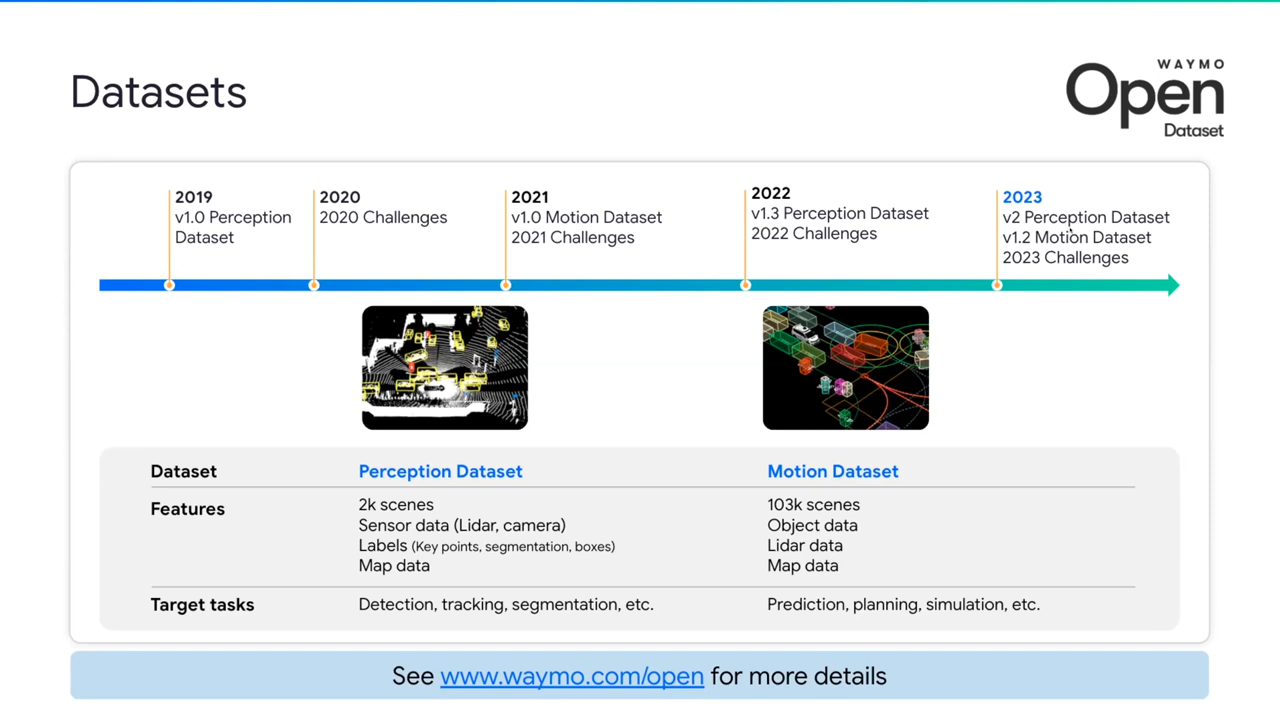 Datasets
WAYMO
Open
Dataset
2019
v1.0 Perception
Dataset
2020
2020 Challenges
2021
v1.0 Motion Dataset
2021 Challenges
2022
v1.3 Perception Dataset
2022 Challenges
2023
v2 Perception Dataset
v1.2 Motion Dataset
2023 Challenges
Dataset Perception Dataset Motion Dataset
Features 2k scenes 103k scenes
Sensor data (Lidar, camera) Object data
Labels (Key points, segmentation, boxes) Lidar data
Map data Map data
Target tasks Detection, tracking, segmentation, etc. Prediction, planning, simulation, etc.
See www.waymo.com/open for more details